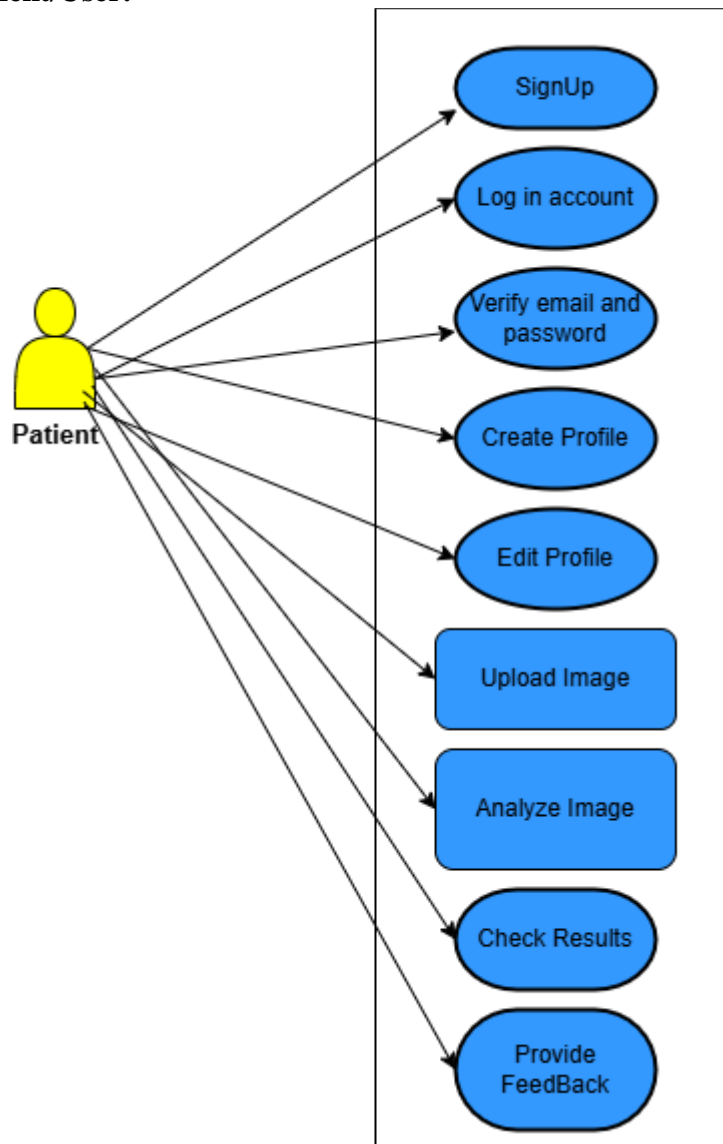 SignUp
Log in account
Verify email and
password
Patient
Create Profile
Edit Profile
Upload Image
Analyze Image
Check Results
Provide
FeedBack